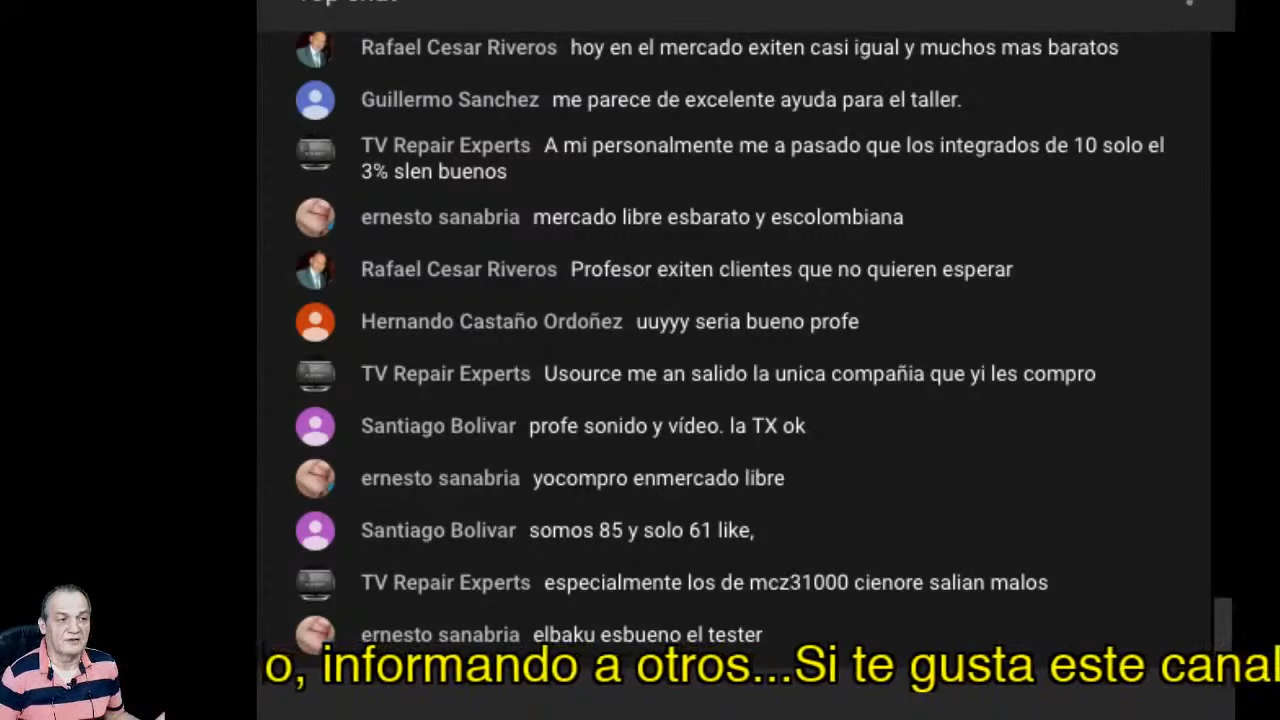 Top chat
Rafael Cesar Riveros hoy en el mercado exiten casi igual y muchos mas baratos
Guillermo Sanchez me parece de excelente ayuda para el taller.
TV Repair Experts A mi personalmente me a pasado que los integrados de 10 solo el
3% slen buenos
ernesto sanabria mercado libre esbarato y escolombiana
Rafael Cesar Riveros Profesor exiten clientes que no quieren esperar
Hernando Castaño Ordoñez uuyyy seria bueno profe
TV Repair Experts Usource me an salido la unica compañia que yi les compro
Santiago Bolivar profe sonido y vídeo. la TX ok
ernesto sanabria yocompro enmercado libre
Santiago Bolivar somos 85 y solo 61 like,
TV Repair Experts especialmente los de mcz31000 cienore salian malos
ernesto sanabria elbaku esbueno el tester
o, informando a otros...Si te gusta este canal